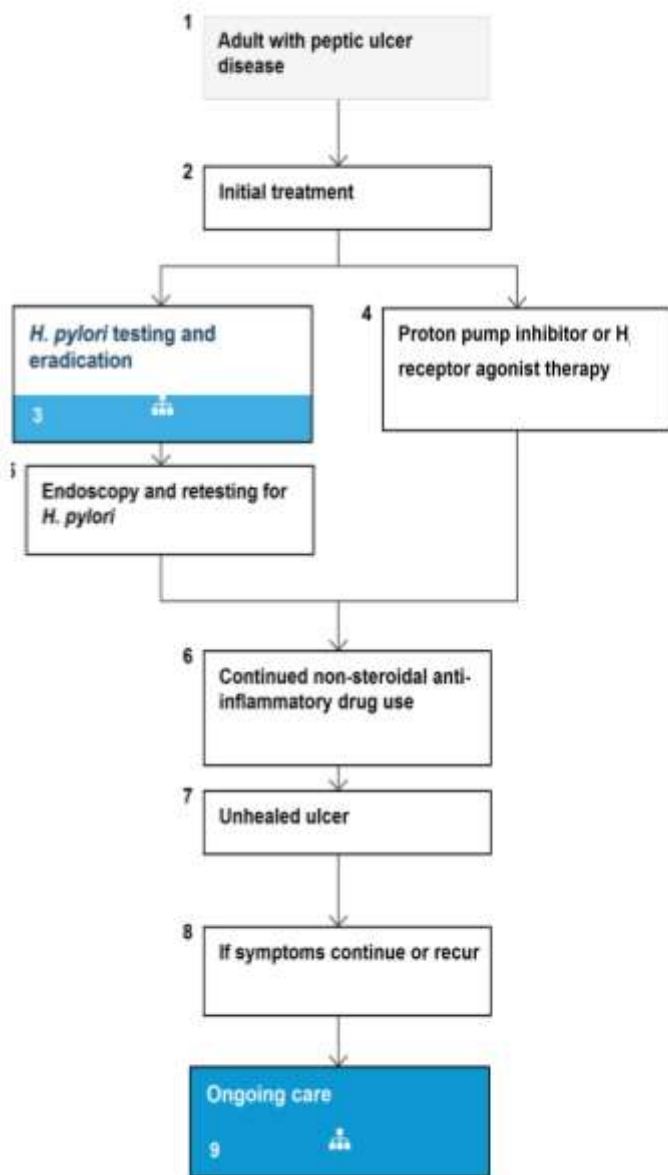 1
Adult with peptic ulcer
disease
2
Initial treatment
H. pylori testing and
eradication
3
4
Proton pump inhibitor or H
receptor agonist therapy
Endoscopy and retesting for
H. pylori
6
Continued non-steroidal anti-
inflammatory drug use
7
Unhealed ulcer
8
If symptoms continue or recur
Ongoing care
9